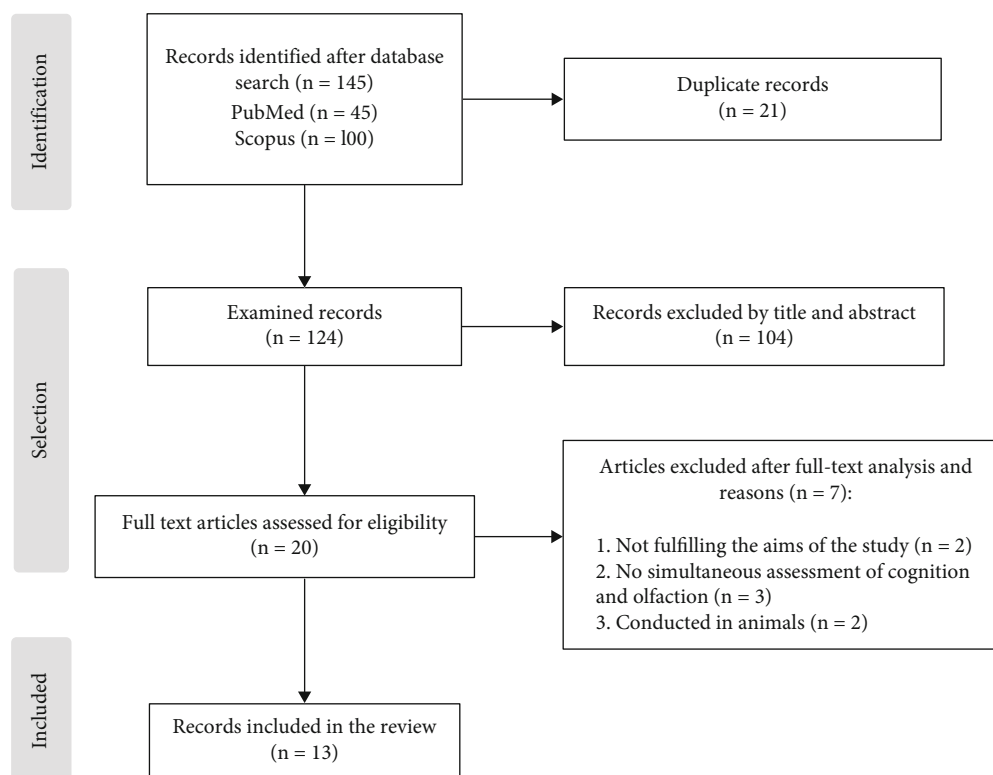 Identification
Records identified after database
search (n = 145)
PubMed (n = 45)
Scopus (n = l00)
Duplicate records
(n = 21)
Selection
Examined records
(n = 124)
Records excluded by title and abstract
(n = 104)
Full text articles assessed for eligibility
(n = 20)
Articles excluded after full-text analysis and
reasons (n = 7):
1. Not fulfilling the aims of the study (n = 2)
2. No simultaneous assessment of cognition
and olfaction (n = 3)
3. Conducted in animals (n = 2)
Included
Records included in the review
(n = 13)